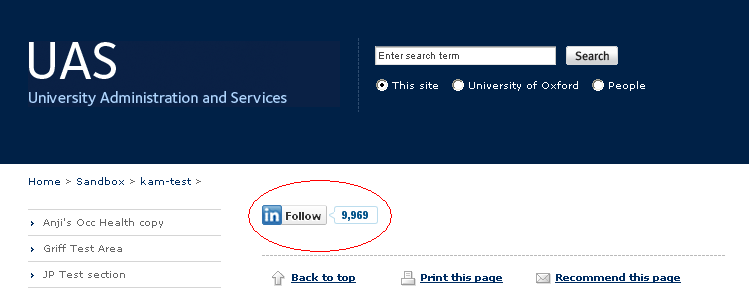 UAS
University Administration and Services
Enter search term
Search
This site University of Oxford People
Home > Sandbox > kam-test >
Anji's Occ Health copy
Griff Test Area
JP Test section
in Follow 9,969
Back to top Print this page Recommend this page